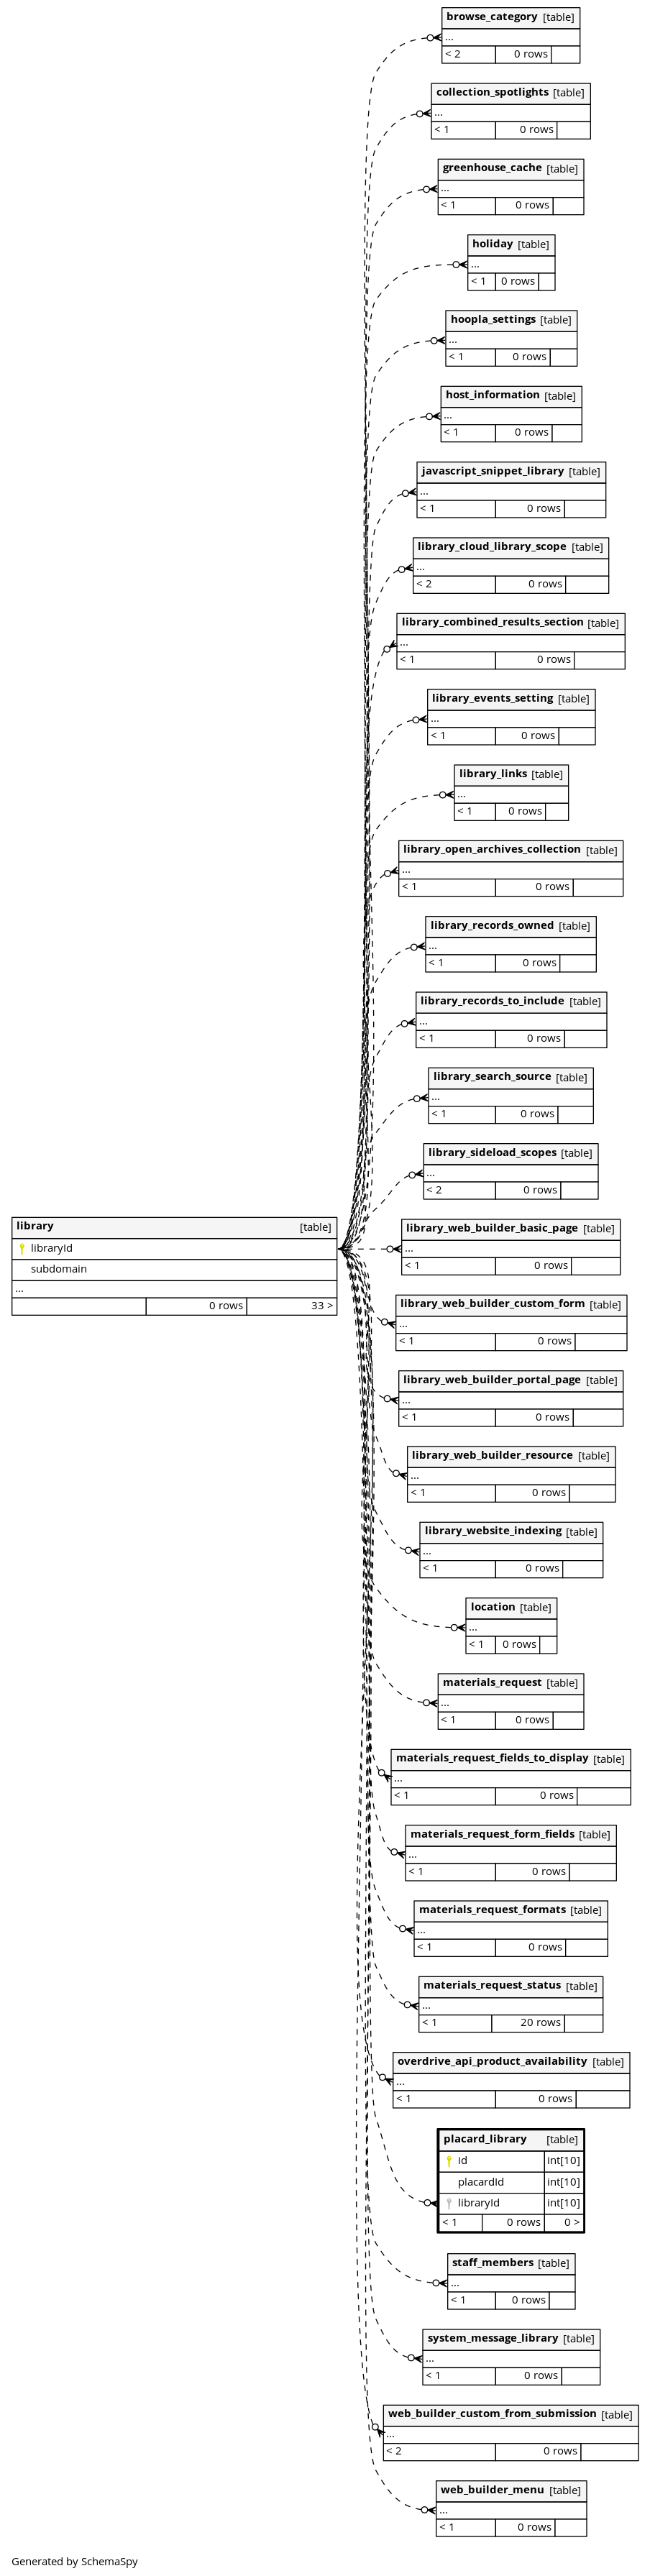 browse_category [table]
...
< 2 0 rows
collection_spotlights [table]
...
< 1 0 rows
greenhouse_cache [table]
...
< 1 0 rows
holiday [table]
...
< 1 0 rows
hoopla_settings [table]
...
< 1 0 rows
host_information [table]
...
< 1 0 rows
javascript_snippet_library [table]
...
< 1 0 rows
library_cloud_library_scope [table]
...
< 2 0 rows
library_combined_results_section [table]
...
< 1 0 rows
library_events_setting [table]
...
< 1 0 rows
library_links [table]
...
< 1 0 rows
library_open_archives_collection [table]
...
< 1 0 rows
library_records_owned [table]
...
< 1 0 rows
library_records_to_include [table]
...
< 1 0 rows
library_search_source [table]
...
< 1 0 rows
library_sideload_scopes [table]
...
< 2 0 rows
library [table]
libraryId
subdomain
...
0 rows 33 >
library_web_builder_basic_page [table]
...
< 1 0 rows
library_web_builder_custom_form [table]
...
< 1 0 rows
library_web_builder_portal_page [table]
...
< 1 0 rows
library_web_builder_resource [table]
...
< 1 0 rows
library_website_indexing [table]
...
< 1 0 rows
location [table]
...
< 1 0 rows
materials_request [table]
...
< 1 0 rows
materials_request_fields_to_display [table]
...
< 1 0 rows
materials_request_form_fields [table]
...
< 1 0 rows
materials_request_formats [table]
...
< 1 0 rows
materials_request_status [table]
...
< 1 20 rows
overdrive_api_product_availability [table]
...
< 1 0 rows
placard_library [table]
id int[10]
placardId int[10]
libraryId int[10]
< 1 0 rows 0 >
staff_members [table]
...
< 1 0 rows
system_message_library [table]
...
< 1 0 rows
web_builder_custom_from_submission [table]
...
< 2 0 rows
web_builder_menu [table]
...
< 1 0 rows
Generated by SchemaSpy